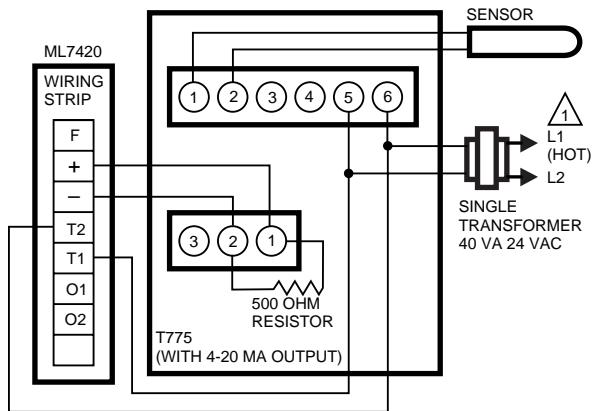 SENSOR
ML7420
WIRING
STRIP
1 2 3 4 5 6
1
L1
(HOT)
L2
F
+
−
T2
T1
O1
O2
SINGLE
TRANSFORMER
40 VA 24 VAC
3 2 1
500 OHM
RESISTOR
T775
(WITH 4-20 MA OUTPUT)